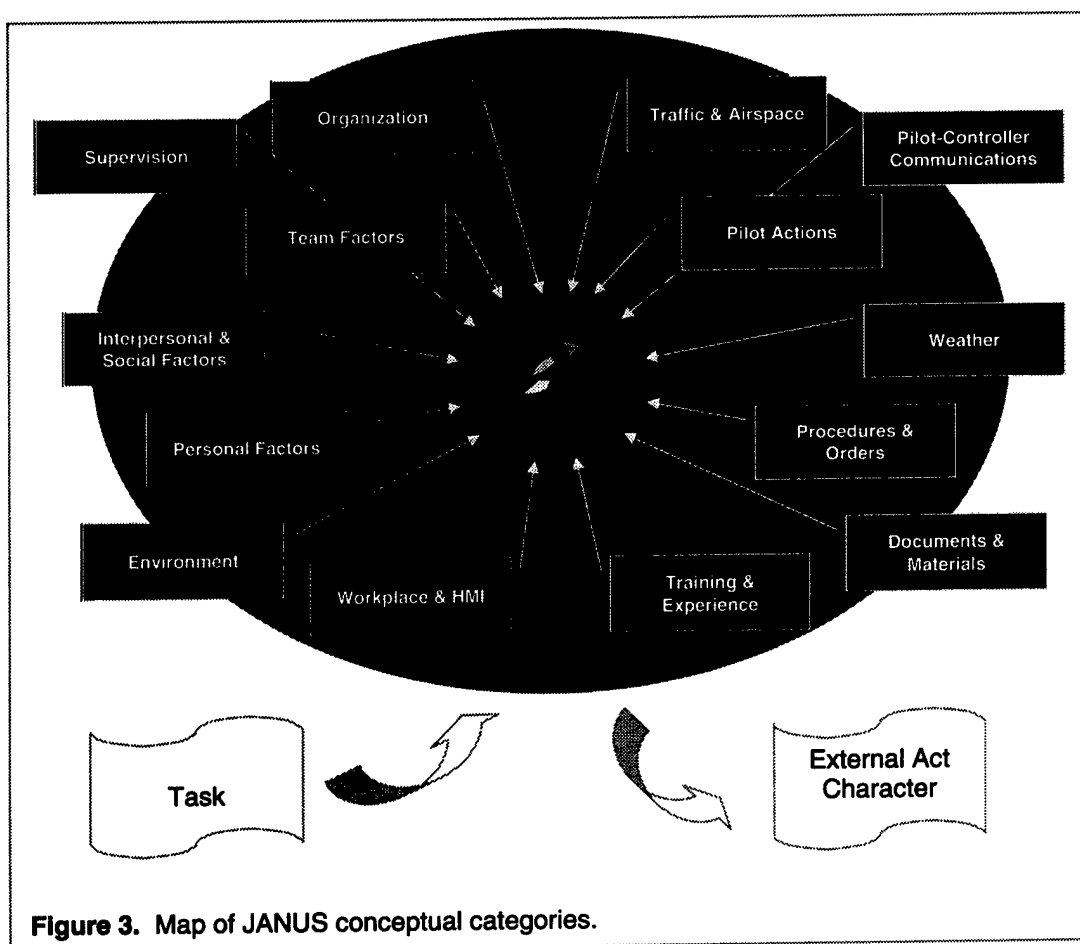 Organization
Traffic & Airspace
Supervision
Pilot-Controller
Communications
Team Factors
Pilot Actions
Interpersonal &
Social Factors
Weather
Personal Factors
Procedures &
Orders
Environment
Workplace & HMI
Training &
Experience
Documents &
Materials
Task
External Act
Character
Figure 3. Map of JANUS conceptual categories.